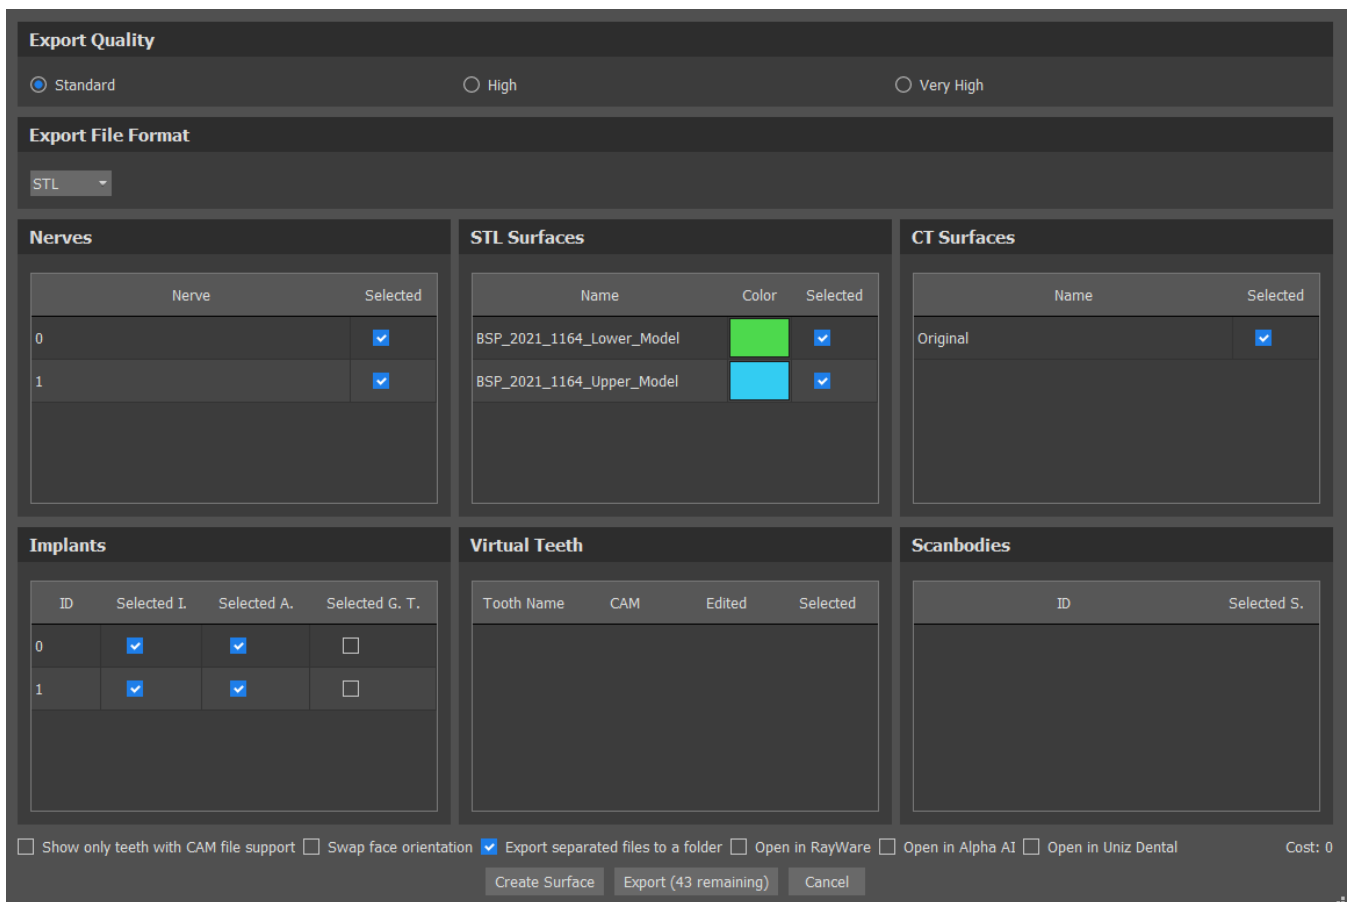 Export Quality
Standard
High
Very High
Export File Format
STL
Nerves
Nerve Selected
0
1
STL Surfaces
Name Color Selected
BSP_2021_1164_Lower_Model
BSP_2021_1164_Upper_Model
CT Surfaces
Name Selected
Original
Implants
ID Selected I. Selected A. Selected G. T.
0
1
Virtual Teeth
Tooth Name CAM Edited Selected
Scanbodies
ID Selected S.
Show only teeth with CAM file support Swap face orientation Export separated files to a folder Open in RayWare Open in Alpha AI Open in Uniz Dental Cost: 0
Create Surface Export (43 remaining) Cancel